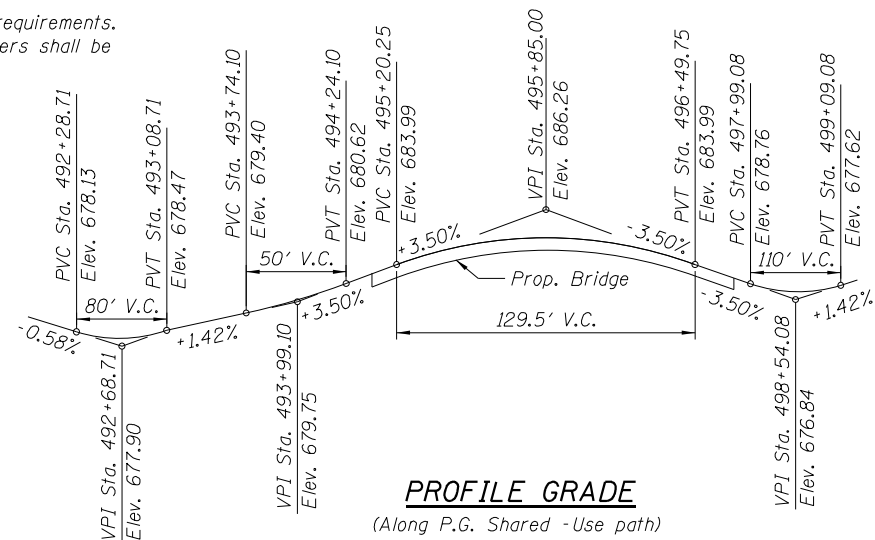 requirements.
ers shall be
PVC Sta. 492+28.71
Elev. 678.13
PVT Sta. 493+08.71
Elev. 678.47
PVC Sta. 493+74.10
Elev. 679.40
PVT Sta. 494+24.10
Elev. 680.62
PVC Sta. 495+20.25
Elev. 683.99
VPI Sta. 495+85.00
Elev. 686.26
PVT Sta. 496+49.75
Elev. 683.99
PVC Sta. 497+99.08
Elev. 678.76
PVT Sta. 499+09.08
Elev. 677.62
80' V.C.
50' V.C.
+3.50%
-3.50%
110' V.C.
Prop. Bridge
-0.58%
+1.42%
+3.50%
129.5' V.C.
-3.50%
+1.42%
VPI Sta. 492+68.71
Elev. 677.90
VPI Sta. 493+99.10
Elev. 679.75
VPI Sta. 498+54.08
Elev. 676.84
PROFILE GRADE
(Along P.G. Shared -Use path)